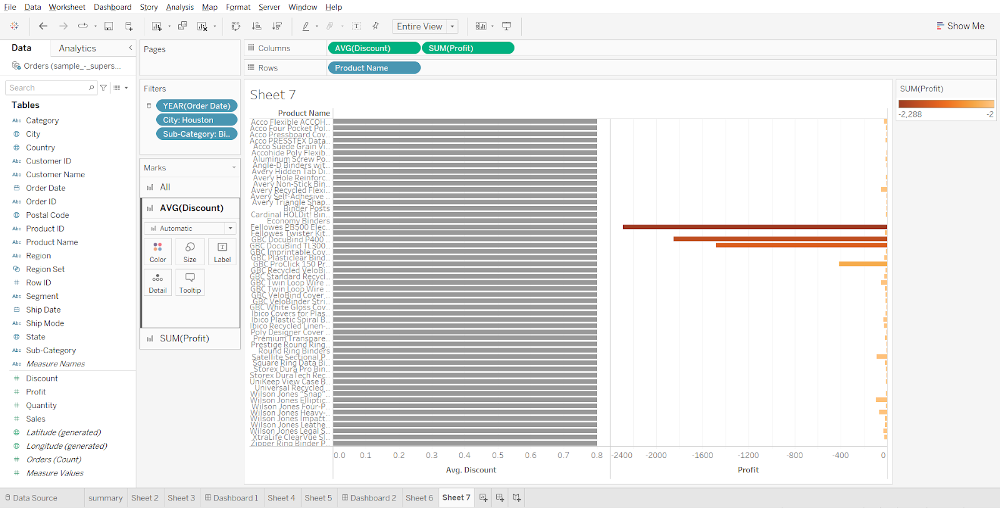 File Data Worksheet Dashboard Story Analysis Map Format Server Window Help
Entire View
Show Me
Data Analytics
Orders (sample_-_supers...
Search
Tables
Abc Category
City
Country
Abc Customer ID
Abc Customer Name
Order Date
Abc Order ID
Postal Code
Abc Product ID
Abc Product Name
Abc Region
Region Set
# Row ID
Abc Segment
Ship Date
Abc Ship Mode
State
Abc Sub-Category
Abc Measure Names
# Discount
# Profit
# Quantity
# Sales
Latitude (generated)
Longitude (generated)
# Orders (Count)
# Measure Values
Pages
Filters
YEAR(Order Date)
City: Houston
Sub-Category: Bi..
Marks
All
AVG(Discount)
Automatic
Color Size Label
Detail Tooltip
SUM(Profit)
Columns AVG(Discount) SUM(Profit)
Rows Product Name
Sheet 7
Product Name
Acco Flexible ACCOH..
Acco Four Pocket Pol..
Acco Pressboard Cov..
Acco PRESSTEX Data..
Acco Suede Grain Vi..
Accohide Poly Flexib..
Aluminum Screw Po..
Angle-D Binders wit..
Avery Hidden Tab Di..
Avery Hole Reinforc..
Avery Non-Stick Bin..
Avery Recycled Flexi..
Avery Self-Adhesive ..
Avery Triangle Shap..
Binder Posts
Cardinal HOLDit! Bin..
Economy Binders
Fellowes PB500 Elec..
Fellowes Twister Kit..
GBC DocuBind P400 ..
GBC DocuBind TL300..
GBC Imprintable Cov..
GBC Plasticlear Bind..
GBC ProClick 150 Pr..
GBC Recycled VeloBi..
GBC Standard Recycl..
GBC Twin Loop Wire ..
GBC Twin Loop Wire ..
GBC VeloBind Cover ..
GBC VeloBinder Stri..
GBC White Gloss Cov..
Ibico Covers for Plas..
Ibico Plastic Spiral B..
Ibico Recycled Linen-..
Poly Designer Cover ..
Premium Transpare..
Prestige Round Ring..
Round Ring Binders
Satellite Sectional P..
Square Ring Data Bi..
Storex Dura Pro Bin..
Storex DuraTech Rec..
UniKeep View Case B..
Universal Recycled ..
Wilson Jones “Snap”..
Wilson Jones Elliptic..
Wilson Jones Four-P..
Wilson Jones Heavy-..
Wilson Jones Impact..
Wilson Jones Leathe..
Wilson Jones Legal S..
XtraLife ClearVue Sl..
Zipper Ring Binder P..
0.0 0.1 0.2 0.3 0.4 0.5 0.6 0.7 0.8
Avg. Discount
-2400 -2000 -1600 -1200 -800 -400 0
Profit
SUM(Profit)
-2,288 -2
Data Source summary Sheet 2 Sheet 3 Dashboard 1 Sheet 4 Sheet 5 Dashboard 2 Sheet 6 Sheet 7